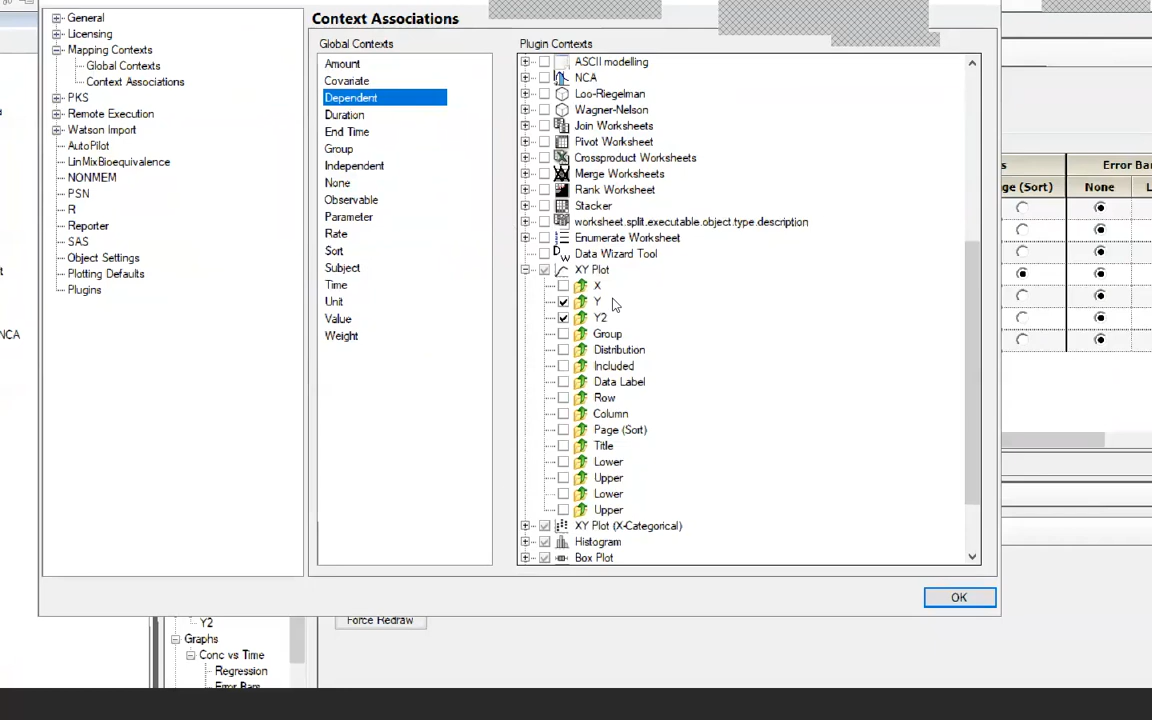 Context Associations
General
Licensing
Mapping Contexts
Global Contexts
Context Associations
PKS
Remote Execution
Watson Import
AutoPilot
LinMixBioequivalence
NONMEM
PSN
R
Reporter
SAS
Object Settings
Plotting Defaults
Plugins
Global Contexts
Amount
Covariate
Dependent
Duration
End Time
Group
Independent
None
Observable
Parameter
Rate
Sort
Subject
Time
Unit
Value
Weight
Plugin Contexts
ASCII modelling
NCA
Loo-Riegelman
Wagner-Nelson
Join Worksheets
Pivot Worksheet
Crossproduct Worksheets
Merge Worksheets
Rank Worksheet
Stacker
worksheet.split.executable.object.type.description
Enumerate Worksheet
Data Wizard Tool
XY Plot
X
Y
Y2
Group
Distribution
Included
Data Label
Row
Column
Page (Sort)
Title
Lower
Upper
Lower
Upper
XY Plot (X-Categorical)
Histogram
Box Plot
OK
Error Bar
ge (Sort) None
NCA
Y2
Graphs
Conc vs Time
Regression
Error Bars
Force Redraw